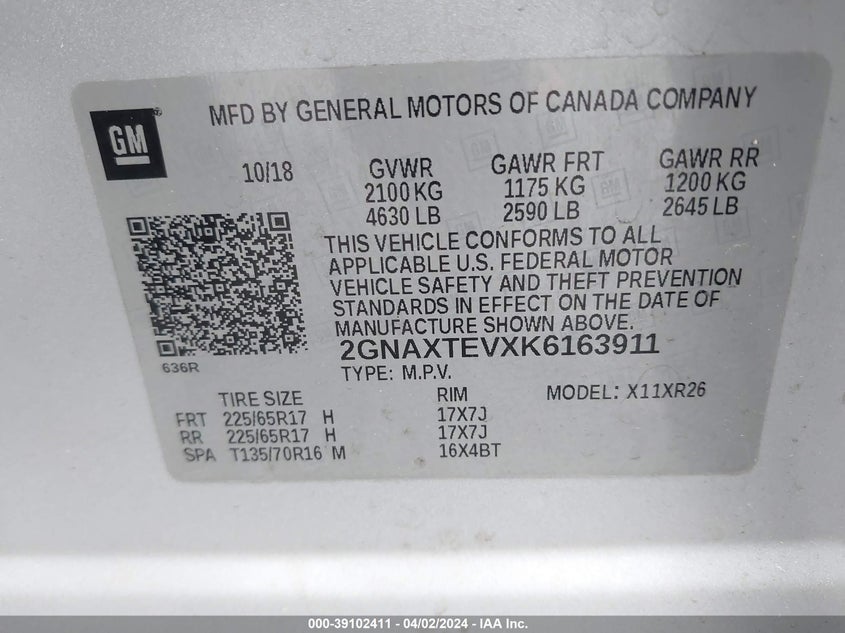 MFD BY GENERAL MOTORS OF CANADA COMPANY
GM
10/18 GVWR GAWR FRT GAWR RR
2100 KG 1175 KG 1200 KG
4630 LB 2590 LB 2645 LB
THIS VEHICLE CONFORMS TO ALL
APPLICABLE U.S. FEDERAL MOTOR
VEHICLE SAFETY AND THEFT PREVENTION
STANDARDS IN EFFECT ON THE DATE OF
MANUFACTURE SHOWN ABOVE.
2GNAXTEVXK6163911
636R
TYPE: M.P.V.
TIRE SIZE RIM MODEL: X11XR26
FRT 225/65R17 H 17X7J
RR 225/65R17 H 17X7J
SPA T135/70R16 M 16X4BT
000-39102411 - 04/02/2024 - IAA Inc.